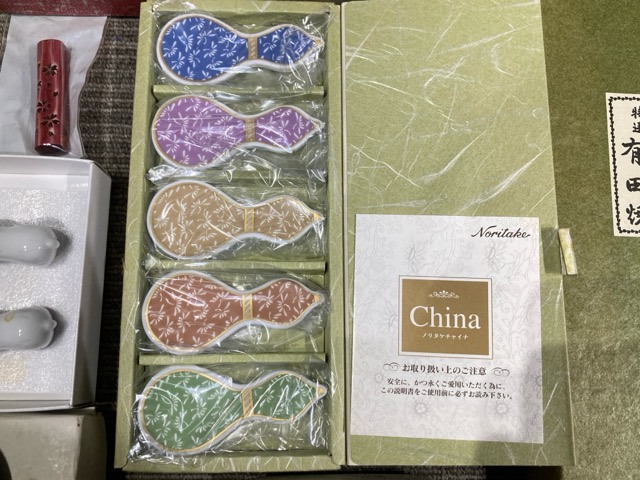 Noritake
China
ノリタケチャイナ
お取り扱い上のご注意
安全に、かつ永くご愛用いただく為に、
この説明書をご使用前に必ずお読み下さい。
特選
有田焼